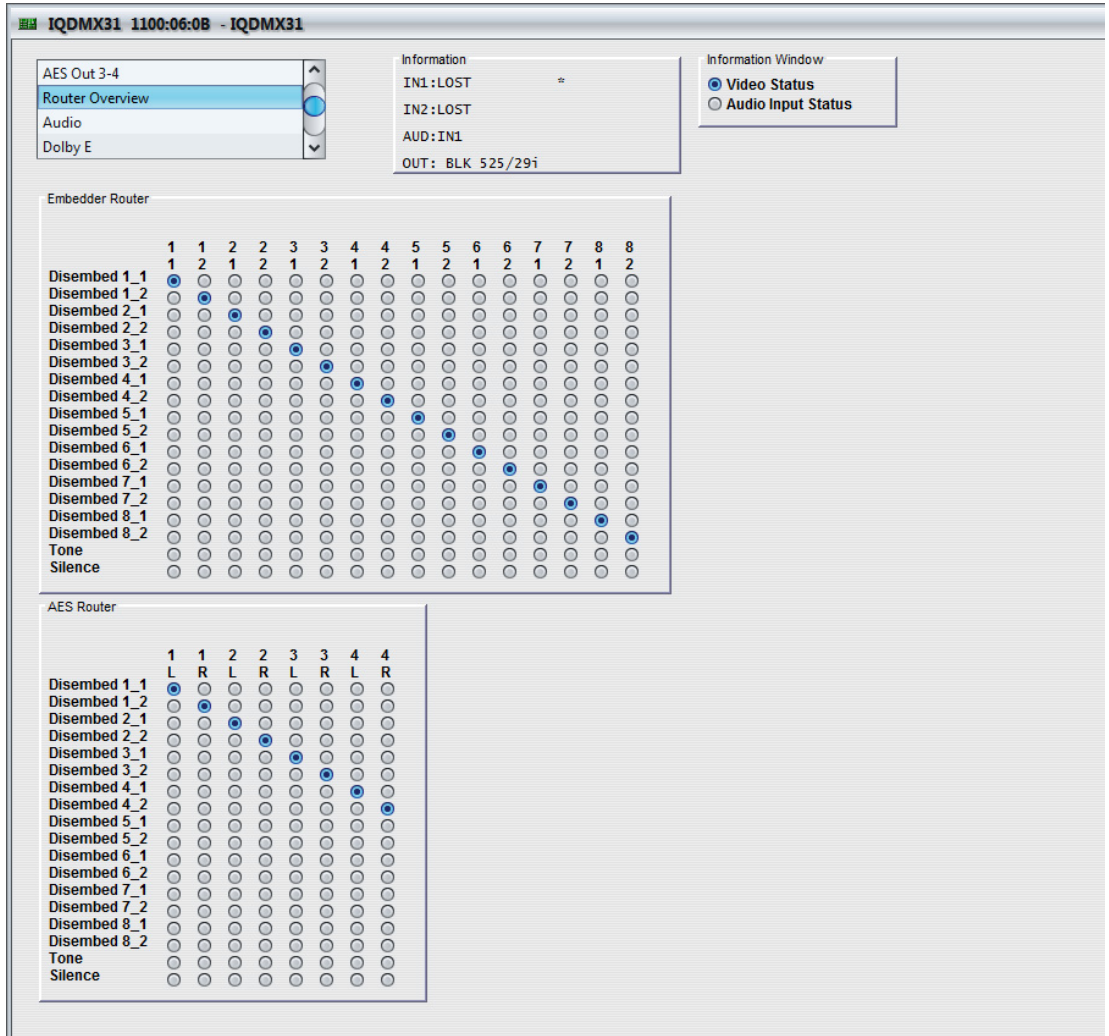 IQDMX31 1100:06:0B - IQDMX31
AES Out 3-4
Router Overview
Audio
Dolby E
Information
IN1:LOST *
IN2:LOST
AUD:IN1
OUT: BLK 525/29i
Information Window
Video Status
Audio Input Status
Embedder Router
1 1 2 2 3 3 4 4 5 5 6 6 7 7 8 8
1 2 1 2 1 2 1 2 1 2 1 2 1 2 1 2
Disembed 1_1
Disembed 1_2
Disembed 2_1
Disembed 2_2
Disembed 3_1
Disembed 3_2
Disembed 4_1
Disembed 4_2
Disembed 5_1
Disembed 5_2
Disembed 6_1
Disembed 6_2
Disembed 7_1
Disembed 7_2
Disembed 8_1
Disembed 8_2
Tone
Silence
AES Router
1 1 2 2 3 3 4 4
L R L R L R L R
Disembed 1_1
Disembed 1_2
Disembed 2_1
Disembed 2_2
Disembed 3_1
Disembed 3_2
Disembed 4_1
Disembed 4_2
Disembed 5_1
Disembed 5_2
Disembed 6_1
Disembed 6_2
Disembed 7_1
Disembed 7_2
Disembed 8_1
Disembed 8_2
Tone
Silence